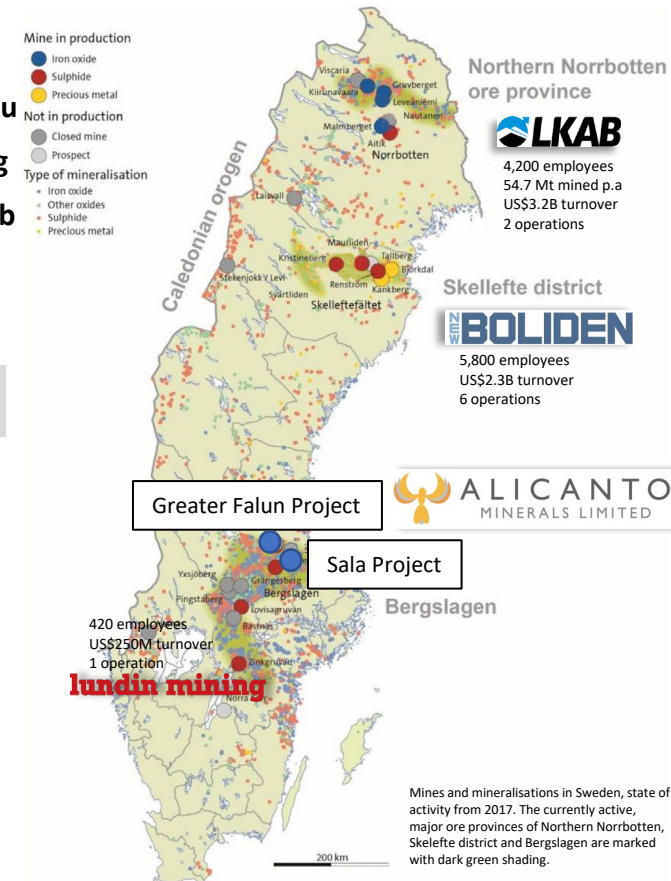 Mine in production
Iron oxide
Sulphide
Precious metal
Not in production
Closed mine
Prospect
Type of mineralisation
Iron oxide
Other oxides
Sulphide
Precious metal
u
g
b
Caledonian orogen
Viscaria
Kiirunavaara
Gruvberget
Leveäniemi
Nautanen
Malmberget
Aitik
Norrbotten
Northern Norrbotten
ore province
LKAB
4,200 employees
54.7 Mt mined p.a
US$3.2B turnover
2 operations
Laisvall
Maurliden
Kristineberg
Tallberg
Björkdal
Renström
Kankberg
Stekenjokk / Levi
Svärtliden
Skelleftefältet
Skellefte district
NEW BOLIDEN
5,800 employees
US$2.3B turnover
6 operations
Greater Falun Project
ALICANTO
MINERALS LIMITED
Sala Project
Yxsjöberg
Grängesberg
Bergslagen
Pingstaberg
Lovisagruvan
Bastnäs
Bergslagen
420 employees
US$250M turnover
1 operation
Zinkgruvan
lundin mining
Norra
200 km
Mines and mineralisations in Sweden, state of
activity from 2017. The currently active,
major ore provinces of Northern Norrbotten,
Skelefte district and Bergslagen are marked
with dark green shading.